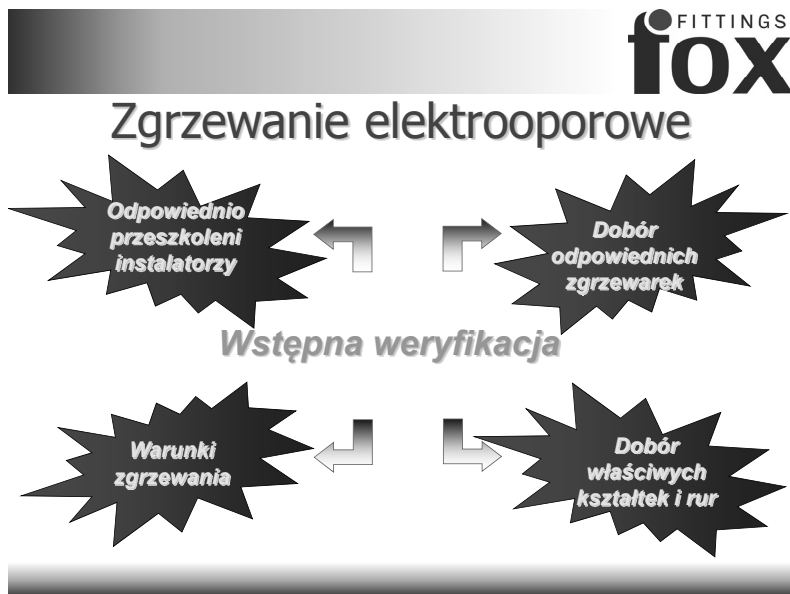 FITTINGS
fox
Zgrzewanie elektrooporowe
Odpowiednio
przeszkoleni
instalatorzy
Dobór
odpowiednich
zgrzewarek
Wstępna weryfikacja
Warunki
zgrzewania
Dobór
właściwych
kształtek i rur